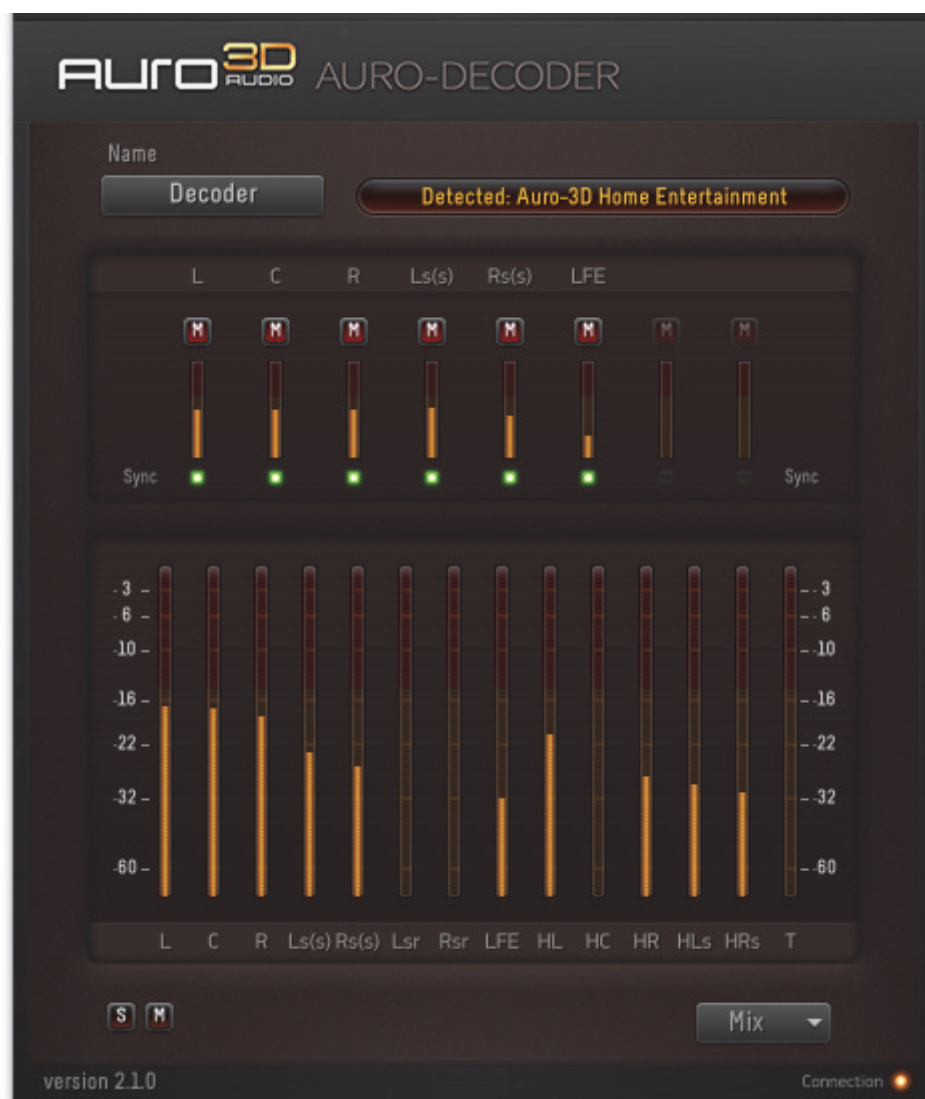 AURO 3D AUDIO AURO-DECODER
Name
Decoder Detected: Auro-3D Home Entertainment
L C R Ls(s) Rs(s) LFE
M M M M M M M M
Sync Sync
-3 -3
-6 -6
-10 -10
-16 -16
-22 -22
-32 -32
-60 -60
L C R Ls(s) Rs(s) Lsr Rsr LFE HL HC HR HLs HRs T
S M Mix
version 2.1.0 Connection